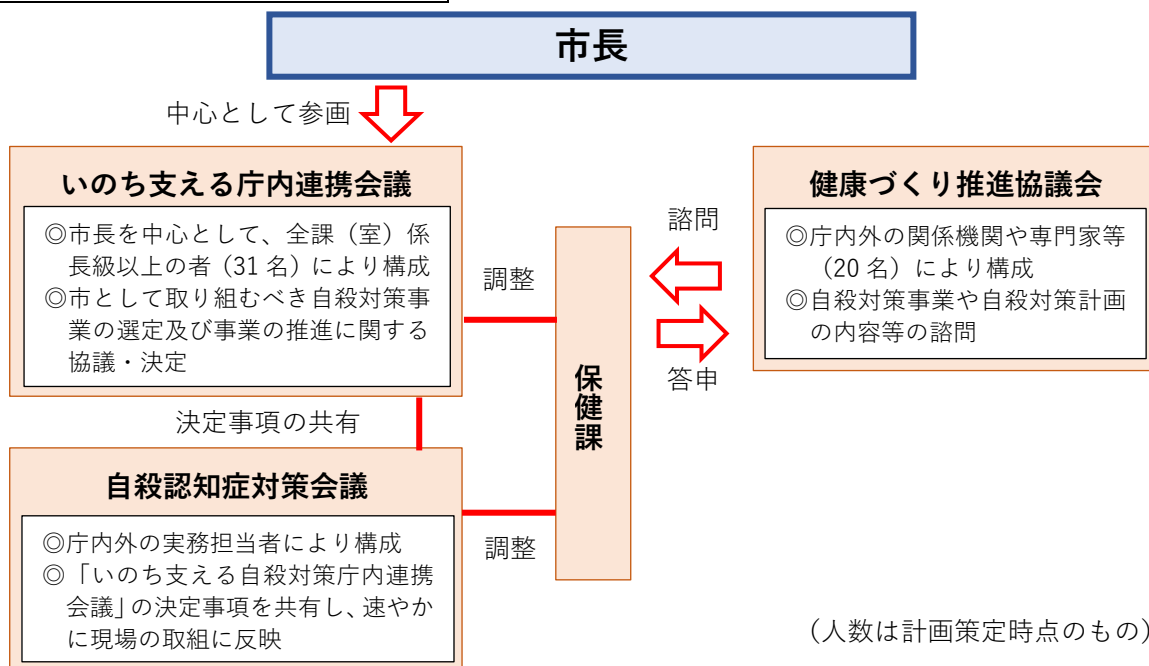 市長
中心として参画
いのち支える庁内連携会議
◎市長を中心として、全課（室）係
長級以上の者（31名）により構成
◎市として取り組むべき自殺対策事
業の選定及び事業の推進に関する
協議・決定
決定事項の共有
自殺認知症対策会議
◎庁内外の実務担当者により構成
◎「いのち支える自殺対策庁内連携
会議」の決定事項を共有し、速やか
に現場の取組に反映
調整
調整
保健課
諮問
答申
健康づくり推進協議会
◎庁内外の関係機関や専門家等
（20名）により構成
◎自殺対策事業や自殺対策計画
の内容等の諮問
（人数は計画策定時点のもの）